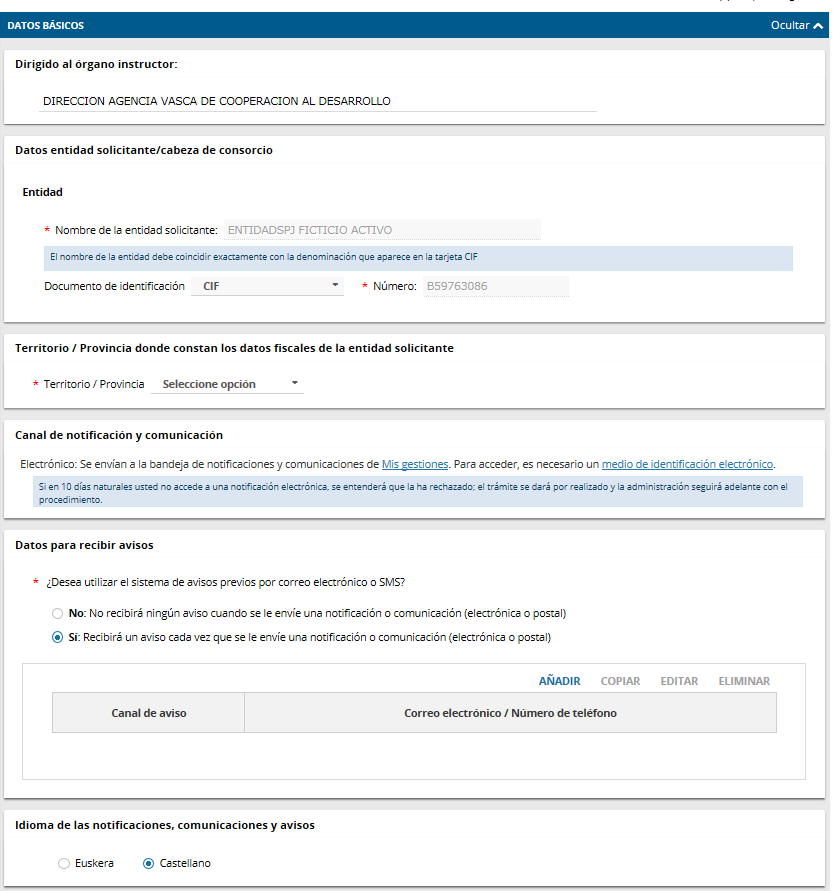 DATOS BÁSICOS Ocultar
Dirigido al órgano instructor:
DIRECCION AGENCIA VASCA DE COOPERACION AL DESARROLLO
Datos entidad solicitante/cabeza de consorcio
Entidad
* Nombre de la entidad solicitante: ENTIDADSPJ FICTICIO ACTIVO
El nombre de la entidad debe coincidir exactamente con la denominación que aparece en la tarjeta CIF
Documento de identificación CIF * Número: B59763086
Territorio / Provincia donde constan los datos fiscales de la entidad solicitante
* Territorio / Provincia Seleccione opción
Canal de notificación y comunicación
Electrónico: Se envían a la bandeja de notificaciones y comunicaciones de Mis gestiones. Para acceder, es necesario un medio de identificación electrónico.
Si en 10 días naturales usted no accede a una notificación electrónica, se entenderá que la ha rechazado; el trámite se dará por realizado y la administración seguirá adelante con el
procedimiento.
Datos para recibir avisos
* ¿Desea utilizar el sistema de avisos previos por correo electrónico o SMS?
No: No recibirá ningún aviso cuando se le envíe una notificación o comunicación (electrónica o postal)
Sí: Recibirá un aviso cada vez que se le envíe una notificación o comunicación (electrónica o postal)
AÑADIR COPIAR EDITAR ELIMINAR
Canal de aviso Correo electrónico / Número de teléfono
Idioma de las notificaciones, comunicaciones y avisos
Euskera Castellano